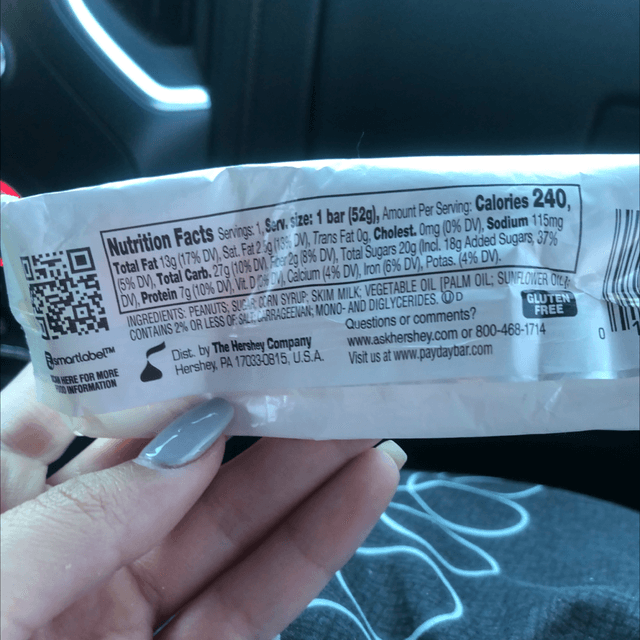 Nutrition Facts Servings: 1, Serv. size: 1 bar (52g), Amount Per Serving: Calories 240,
Total Fat 13g (17% DV), Sat. Fat (13% DV), Trans Fat 0g, Cholest. 0mg (0% DV), Sodium 115mg
(5% DV), Total Carb. 27g (10% DV), (8% DV), Total Sugars 20g (Incl. 18g Added Sugars, 37%
DV), Protein 7g (10% DV), Vit. D Calcium (4% DV), Iron (6% DV), Potas. (4% DV).
INGREDIENTS: PEANUTS; SUGAR; CORN SYRUP; SKIM MILK; VEGETABLE OIL [PALM OIL; SUNFLOWER OIL];
CONTAINS 2% OR LESS OF: CARRAGEENAN; MONO- AND DIGLYCERIDES. Ⓤ D
GLUTEN
FREE
smartlabel™
HERE FOR MORE
INFORMATION
Dist. by The Hershey Company
Hershey, PA 17033-0815, U.S.A.
Questions or comments?
www.askhershey.com or 800-468-1714
Visit us at www.paydaybar.com
0